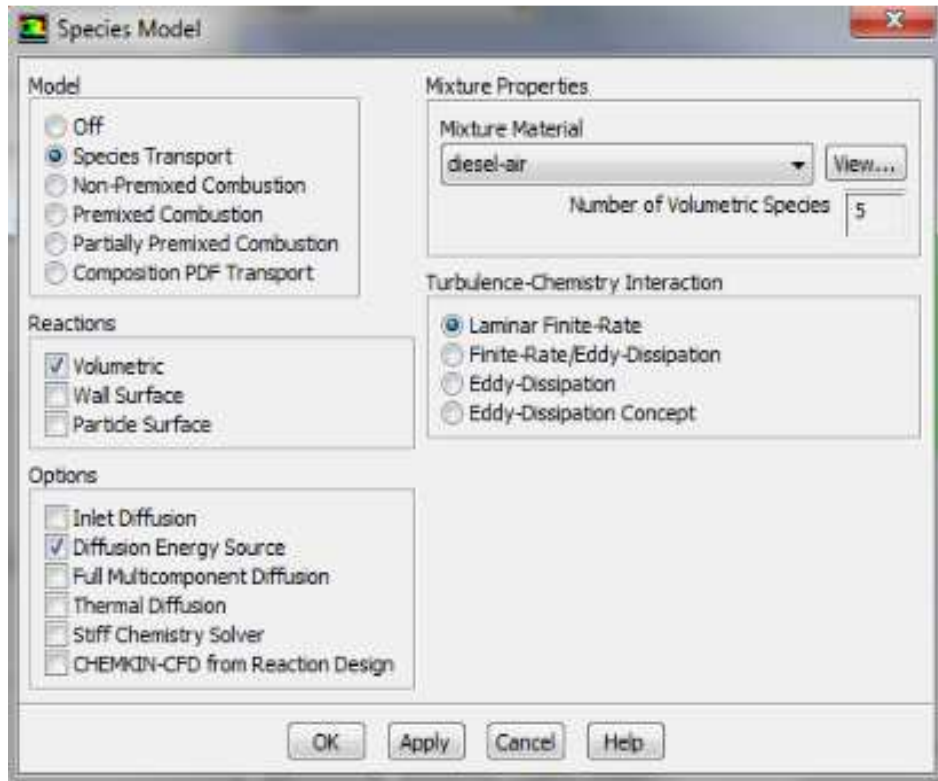 Species Model
Model
Off
Species Transport
Non-Premixed Combustion
Premixed Combustion
Partially Premixed Combustion
Composition PDF Transport
Reactions
Volumetric
Wall Surface
Particle Surface
Options
Inlet Diffusion
Diffusion Energy Source
Full Multicomponent Diffusion
Thermal Diffusion
Stiff Chemistry Solver
CHEMKIN-CFD from Reaction Design
Mixture Properties
Mixture Material
diesel-air
View...
Number of Volumetric Species 5
Turbulence-Chemistry Interaction
Laminar Finite-Rate
Finite-Rate/Eddy-Dissipation
Eddy-Dissipation
Eddy-Dissipation Concept
OK Apply Cancel Help